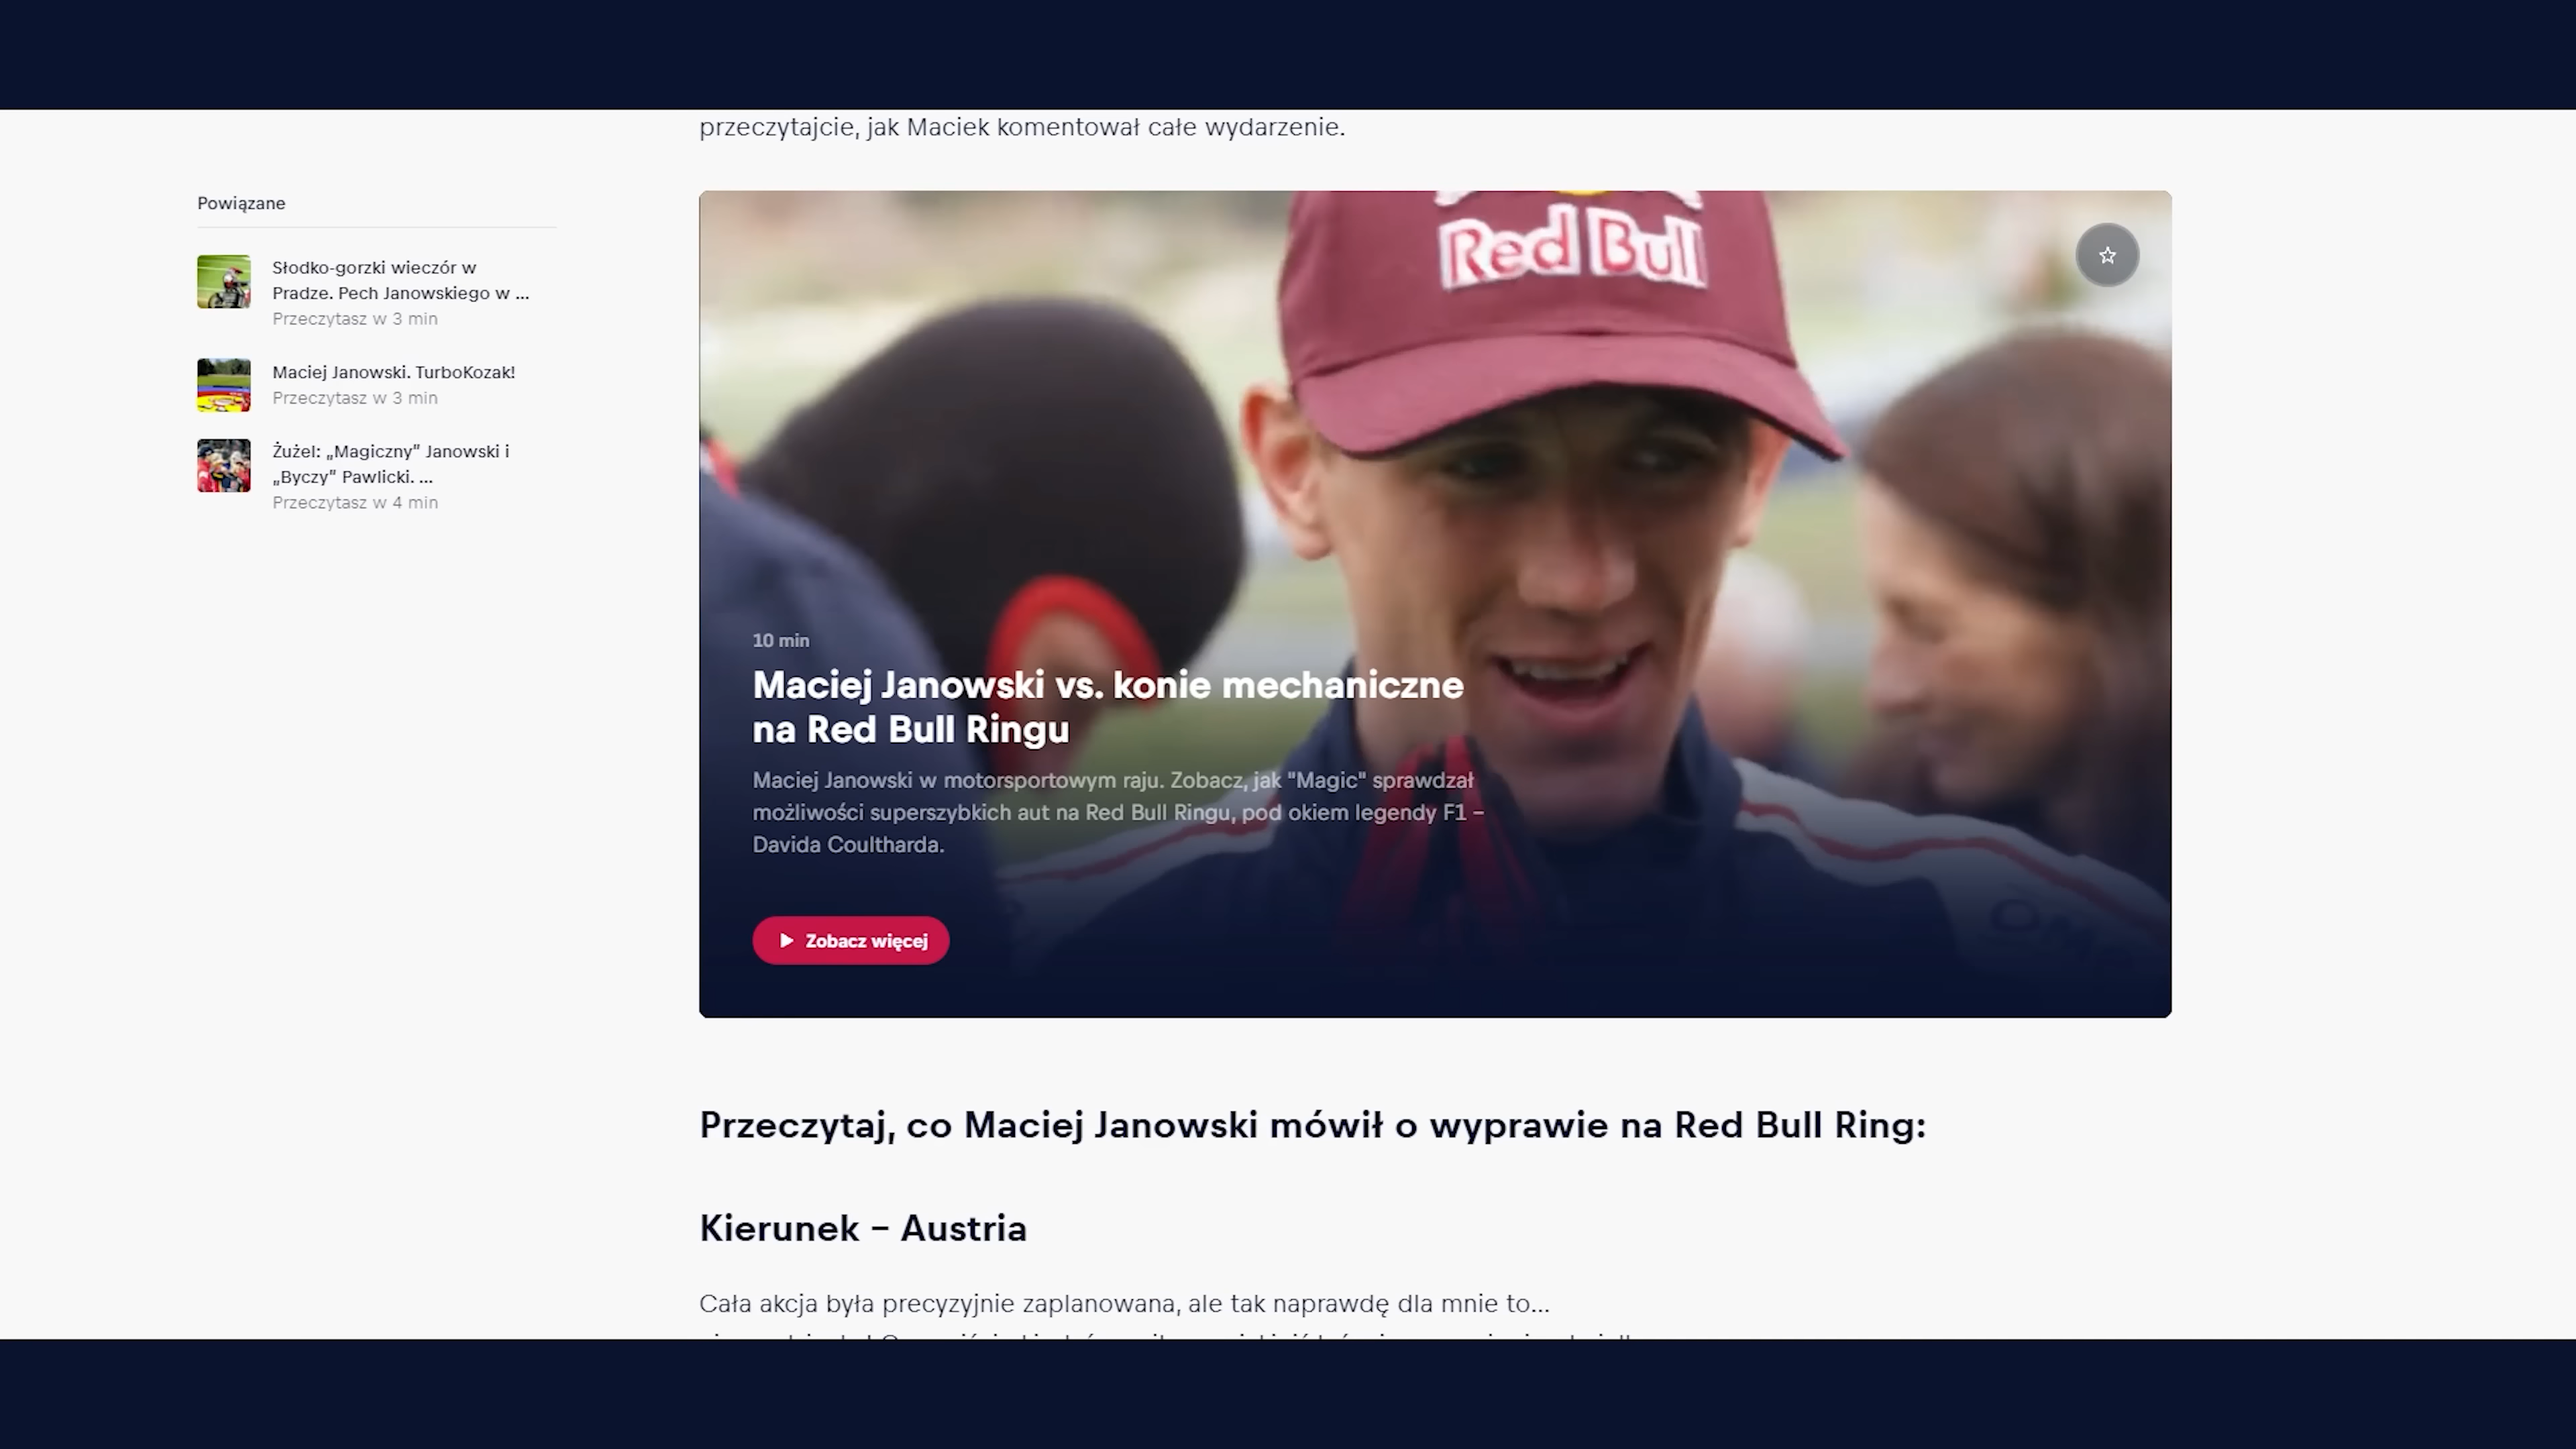 przeczytajcie, jak Maciek komentował całe wydarzenie.
Powiązane
Słodko-gorzki wieczór w
Pradze. Pech Janowskiego w ...
Przeczytasz w 3 min
Maciej Janowski. TurboKozak!
Przeczytasz w 3 min
Żużel: „Magiczny” Janowski i
„Byczy” Pawlicki. ...
Przeczytasz w 4 min
Red Bull
10 min
Maciej Janowski vs. konie mechaniczne
na Red Bull Ringu
Maciej Janowski w motorsportowym raju. Zobacz, jak "Magic" sprawdzał
możliwości superszybkich aut na Red Bull Ringu, pod okiem legendy F1 –
Davida Coultharda.
Zobacz więcej
Przeczytaj, co Maciej Janowski mówił o wyprawie na Red Bull Ring:
Kierunek – Austria
Cała akcja była precyzyjnie zaplanowana, ale tak naprawdę dla mnie to...